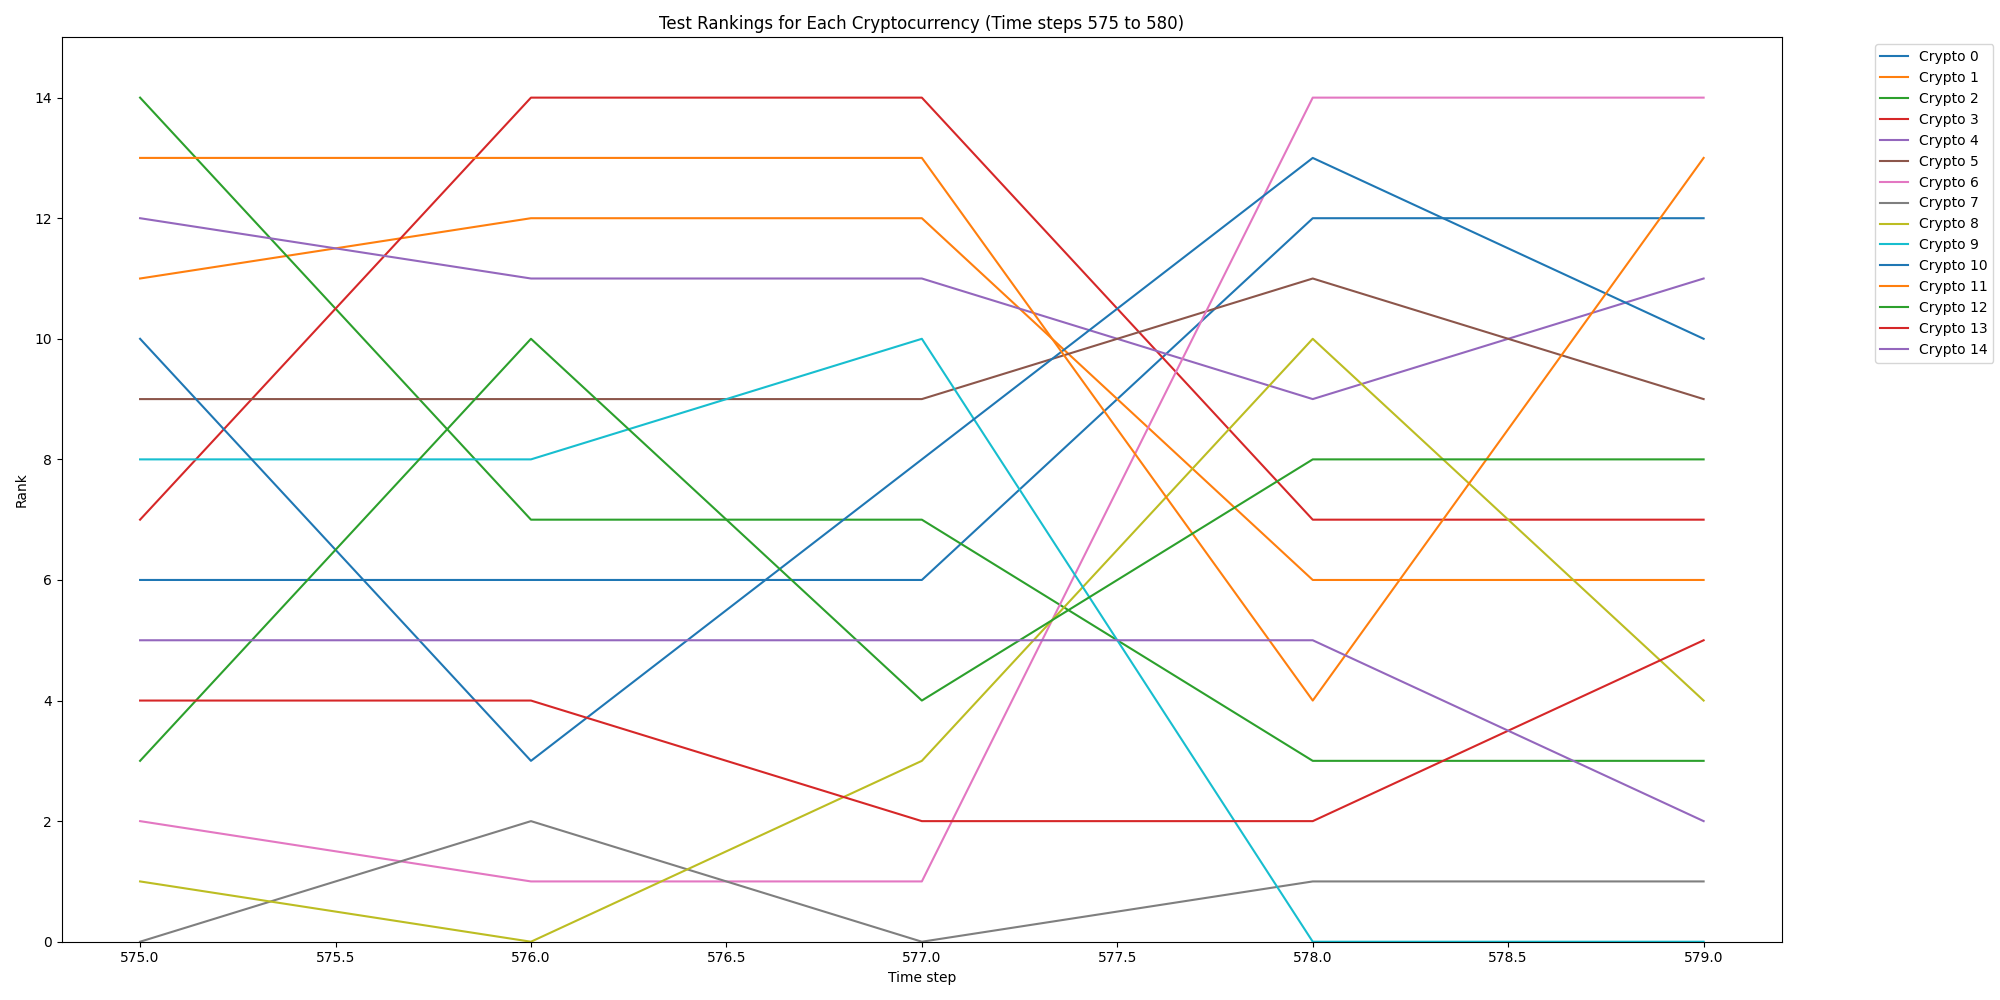 Test Rankings for Each Cryptocurrency (Time steps 575 to 580)
Rank
14
12
10
8
6
4
2
0
575.0 575.5 576.0 576.5 577.0 577.5 578.0 578.5 579.0
Time step
Crypto 0
Crypto 1
Crypto 2
Crypto 3
Crypto 4
Crypto 5
Crypto 6
Crypto 7
Crypto 8
Crypto 9
Crypto 10
Crypto 11
Crypto 12
Crypto 13
Crypto 14